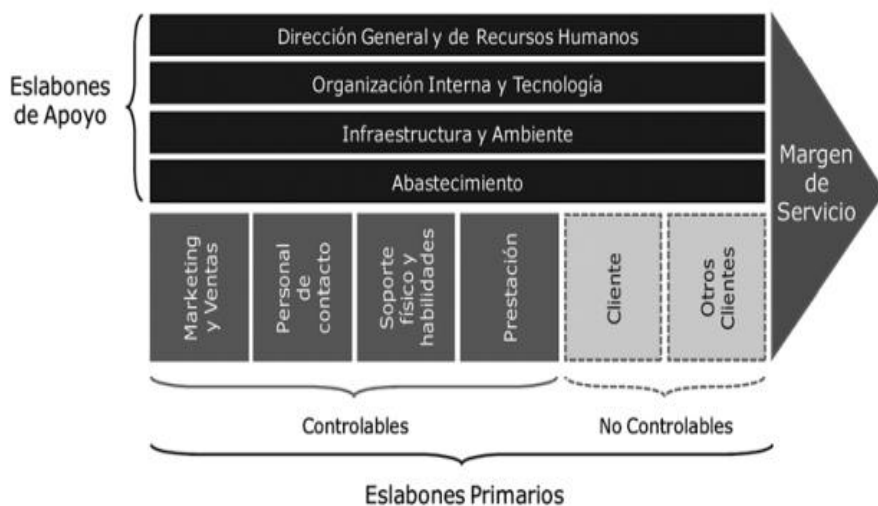 Dirección General y de Recursos Humanos
Organización Interna y Tecnología
Infraestructura y Ambiente
Abastecimiento
Eslabones
de Apoyo
Margen
de
Servicio
Marketing
y Ventas
Personal
de
contacto
Soporte
físico y
habilidades
Prestación
Cliente
Otros
Clientes
Controlables
No Controlables
Eslabones Primarios